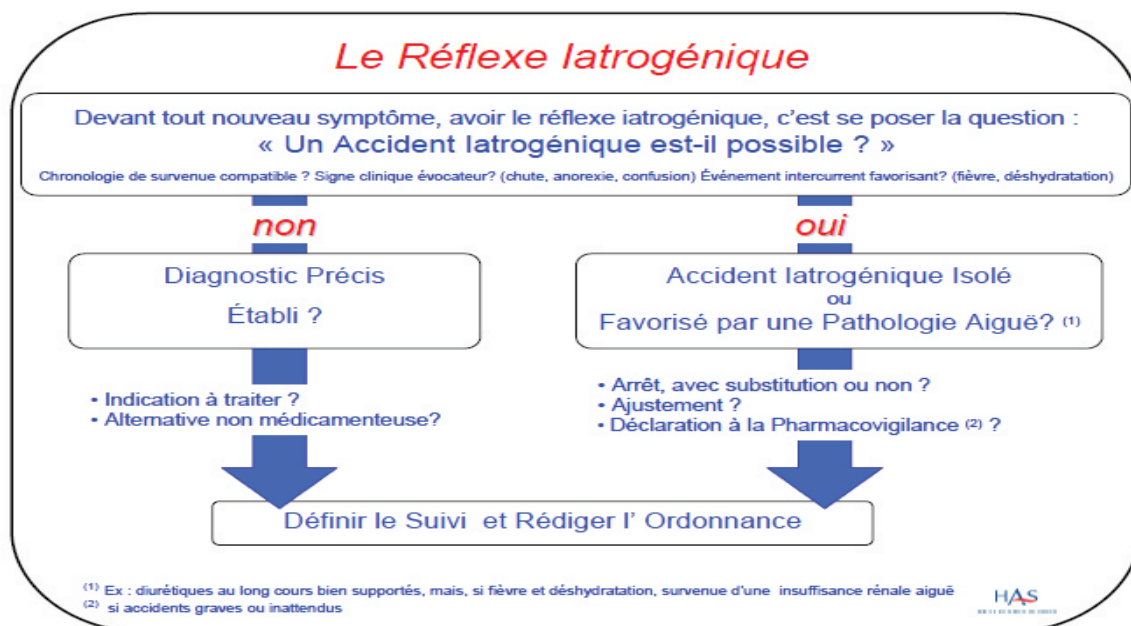 Le Réflexe Iatrogénique
Devant tout nouveau symptôme, avoir le réflexe iatrogénique, c'est se poser la question :
« Un Accident Iatrogénique est-il possible ? »
Chronologie de survenue compatible ? Signe clinique évocateur? (chute, anorexie, confusion) Événement intercurrent favorisant? (fièvre, déshydratation)
non
oui
Diagnostic Précis
Établi ?
Accident Iatrogénique Isolé
ou
Favorisé par une Pathologie Aiguë? (1)
• Indication à traiter ?
• Alternative non médicamenteuse?
• Arrêt, avec substitution ou non ?
• Ajustement ?
• Déclaration à la Pharmacovigilance (2) ?
Définir le Suivi et Rédiger l' Ordonnance
(1) Ex : diurétiques au long cours bien supportés, mais, si fièvre et déshydratation, survenue d'une insuffisance rénale aiguë
(2) si accidents graves ou inattendus
HAS